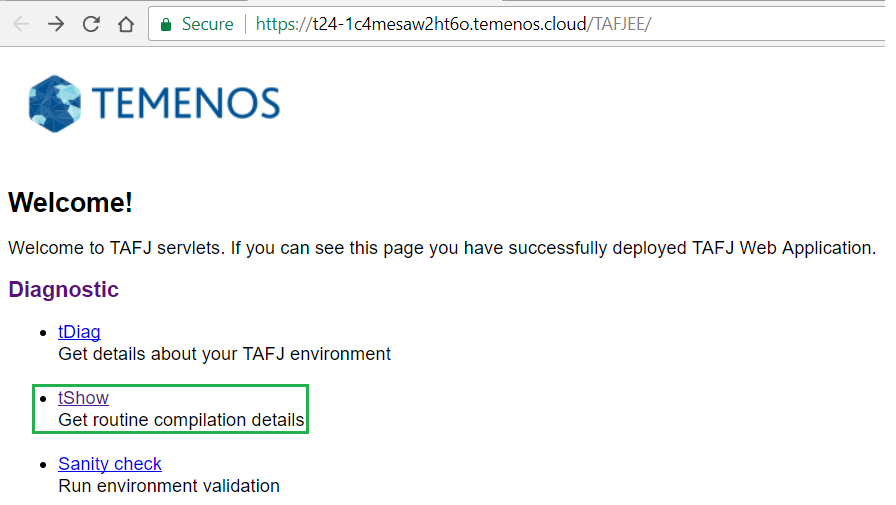 Secure
https://t24-1c4mesaw2ht6o.temenos.cloud/TAFJEE/
TEMENOS
Welcome!
Welcome to TAFJ servlets. If you can see this page you have successfully deployed TAFJ Web Application.
Diagnostic
tDiag
Get details about your TAFJ environment
tShow
Get routine compilation details
Sanity check
Run environment validation